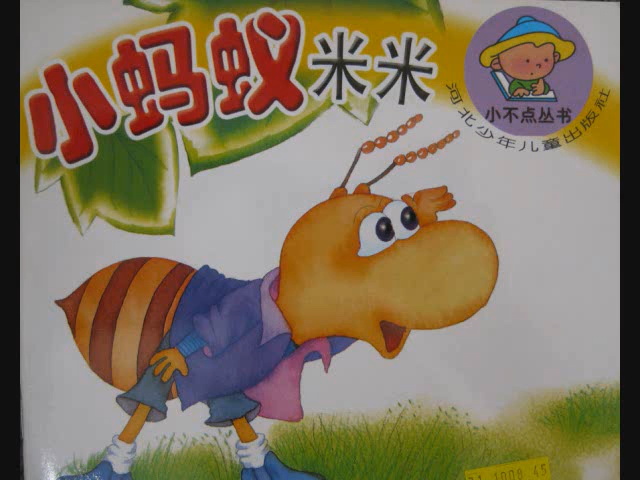 小蚂蚁米米
小不点丛书
河北少年儿童出版社